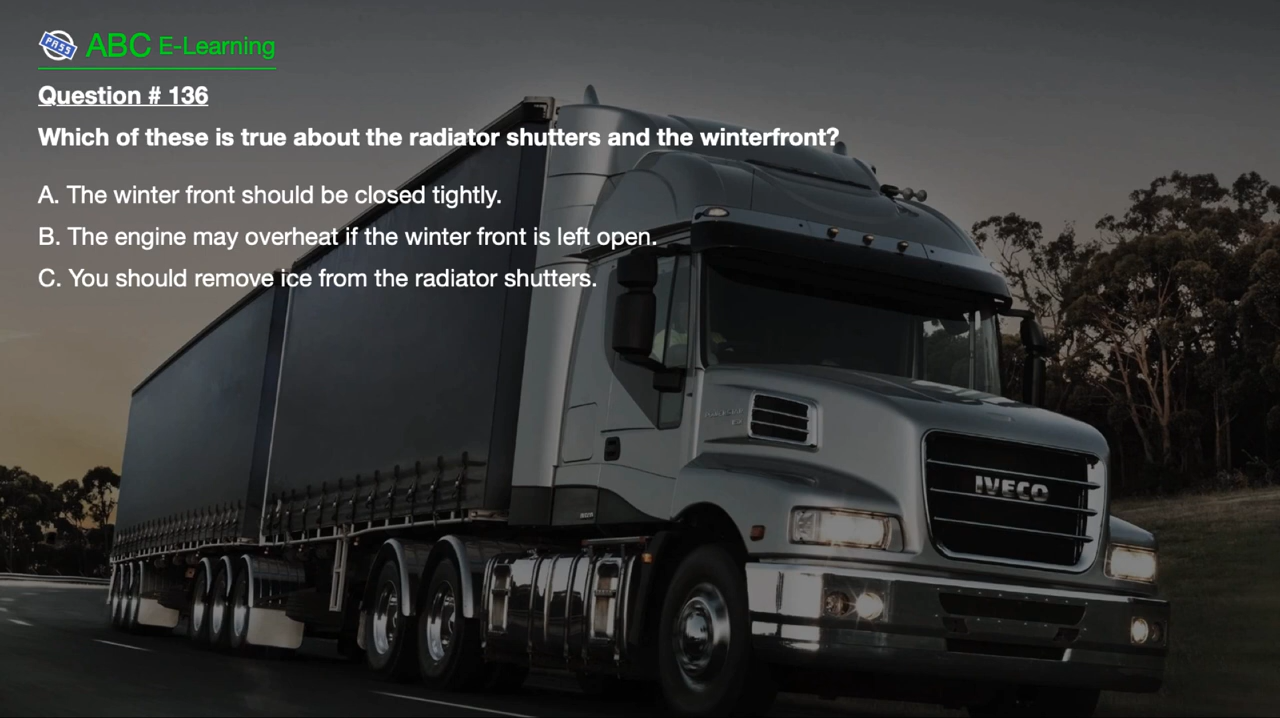 PASS ABC E-Learning
Question # 136
Which of these is true about the radiator shutters and the winterfront?
A. The winter front should be closed tightly.
B. The engine may overheat if the winter front is left open.
C. You should remove ice from the radiator shutters.
IVECO